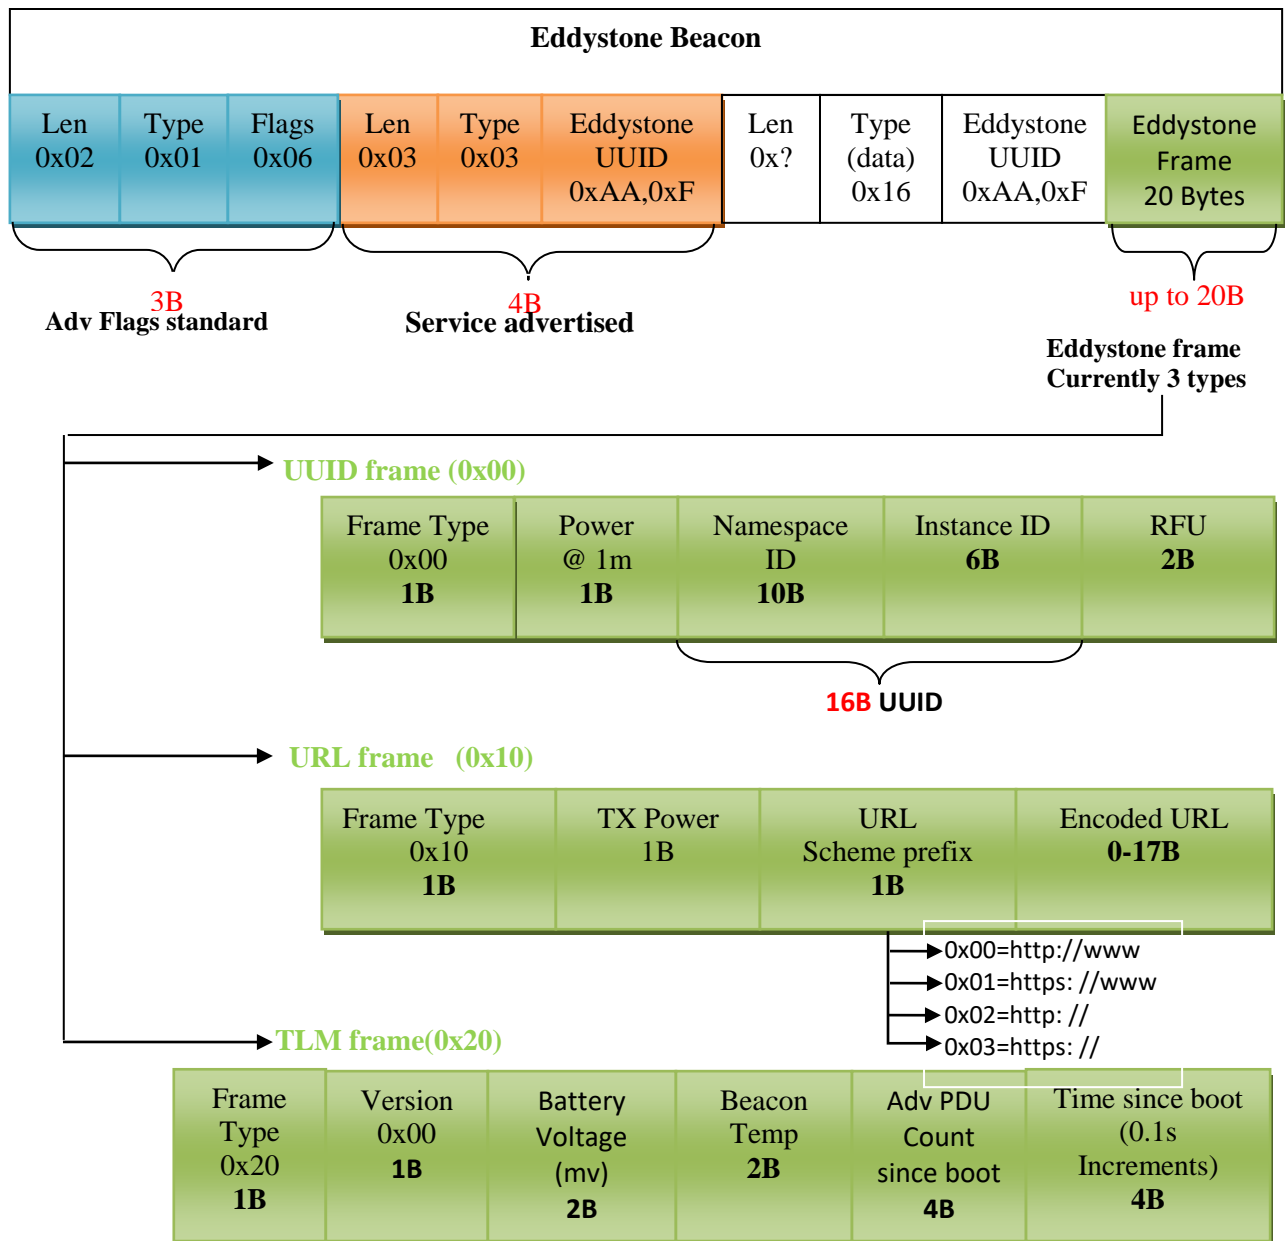 Eddystone Beacon
Len
0x02
Type
0x01
Flags
0x06
Len
0x03
Type
0x03
Eddystone
UUID
0xAA,0xF
Len
0x?
Type
(data)
0x16
Eddystone
UUID
0xAA,0xF
Eddystone
Frame
20 Bytes
3B
Adv Flags standard
4B
Service advertised
up to 20B
Eddystone frame
Currently 3 types
UUID frame (0x00)
Frame Type
0x00
1B
Power
@ 1m
1B
Namespace
ID
10B
Instance ID
6B
RFU
2B
16B UUID
URL frame (0x10)
Frame Type
0x10
1B
TX Power
1B
URL
Scheme prefix
1B
Encoded URL
0-17B
0x00=http://www
0x01=https: //www
0x02=http: //
0x03=https: //
TLM frame(0x20)
Frame
Type
0x20
1B
Version
0x00
1B
Battery
Voltage
(mv)
2B
Beacon
Temp
2B
Adv PDU
Count
since boot
4B
Time since boot
(0.1s
Increments)
4B